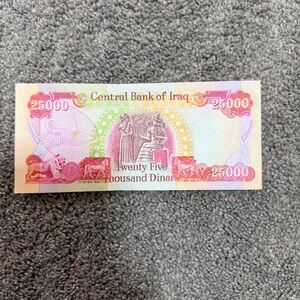 25000 Central Bank of Iraq 25000
Twenty Five
Thousand Dinars
25000